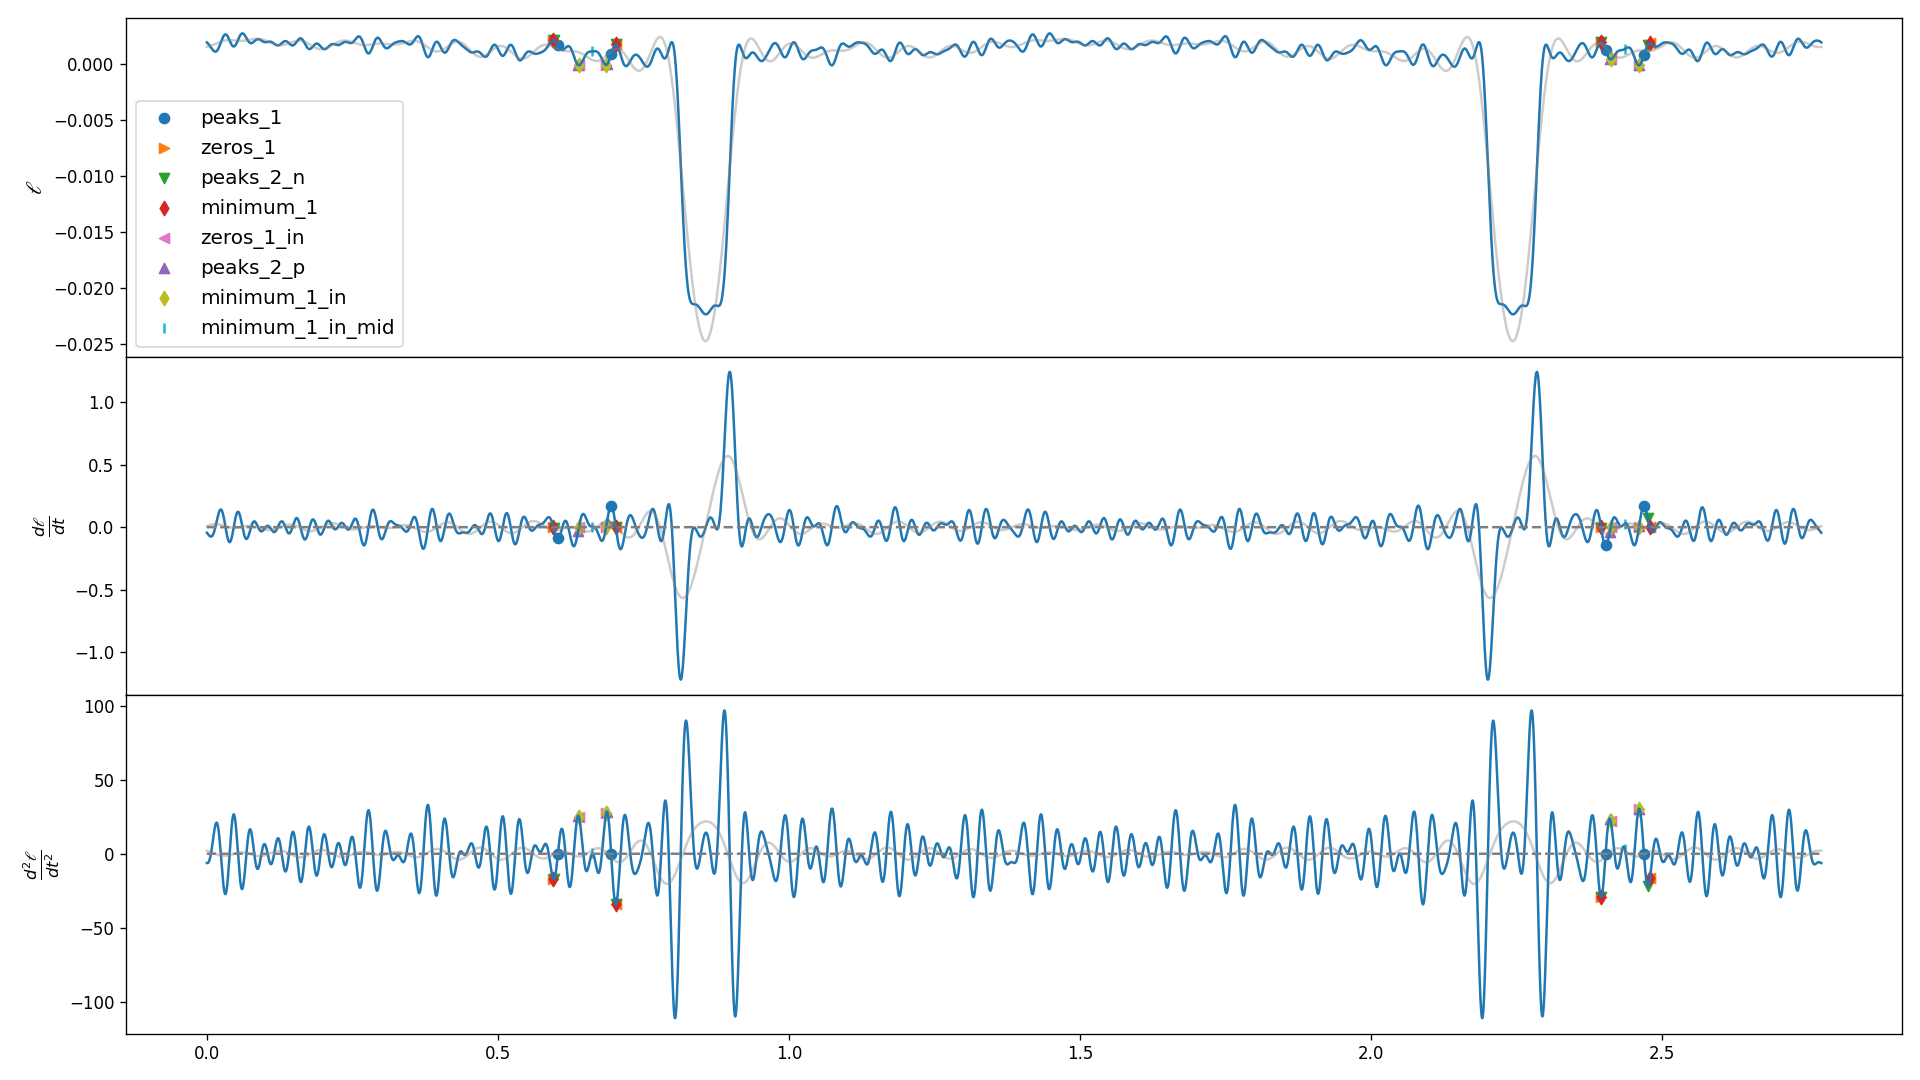 0.000
−0.005
−0.010
−0.015
−0.020
−0.025
ℓ
peaks_1
zeros_1
peaks_2_n
minimum_1
zeros_1_in
peaks_2_p
minimum_1_in
minimum_1_in_mid
1.0
0.5
0.0
−0.5
−1.0
dℓ
dt
100
50
0
−50
−100
d²ℓ
dt²
0.0 0.5 1.0 1.5 2.0 2.5